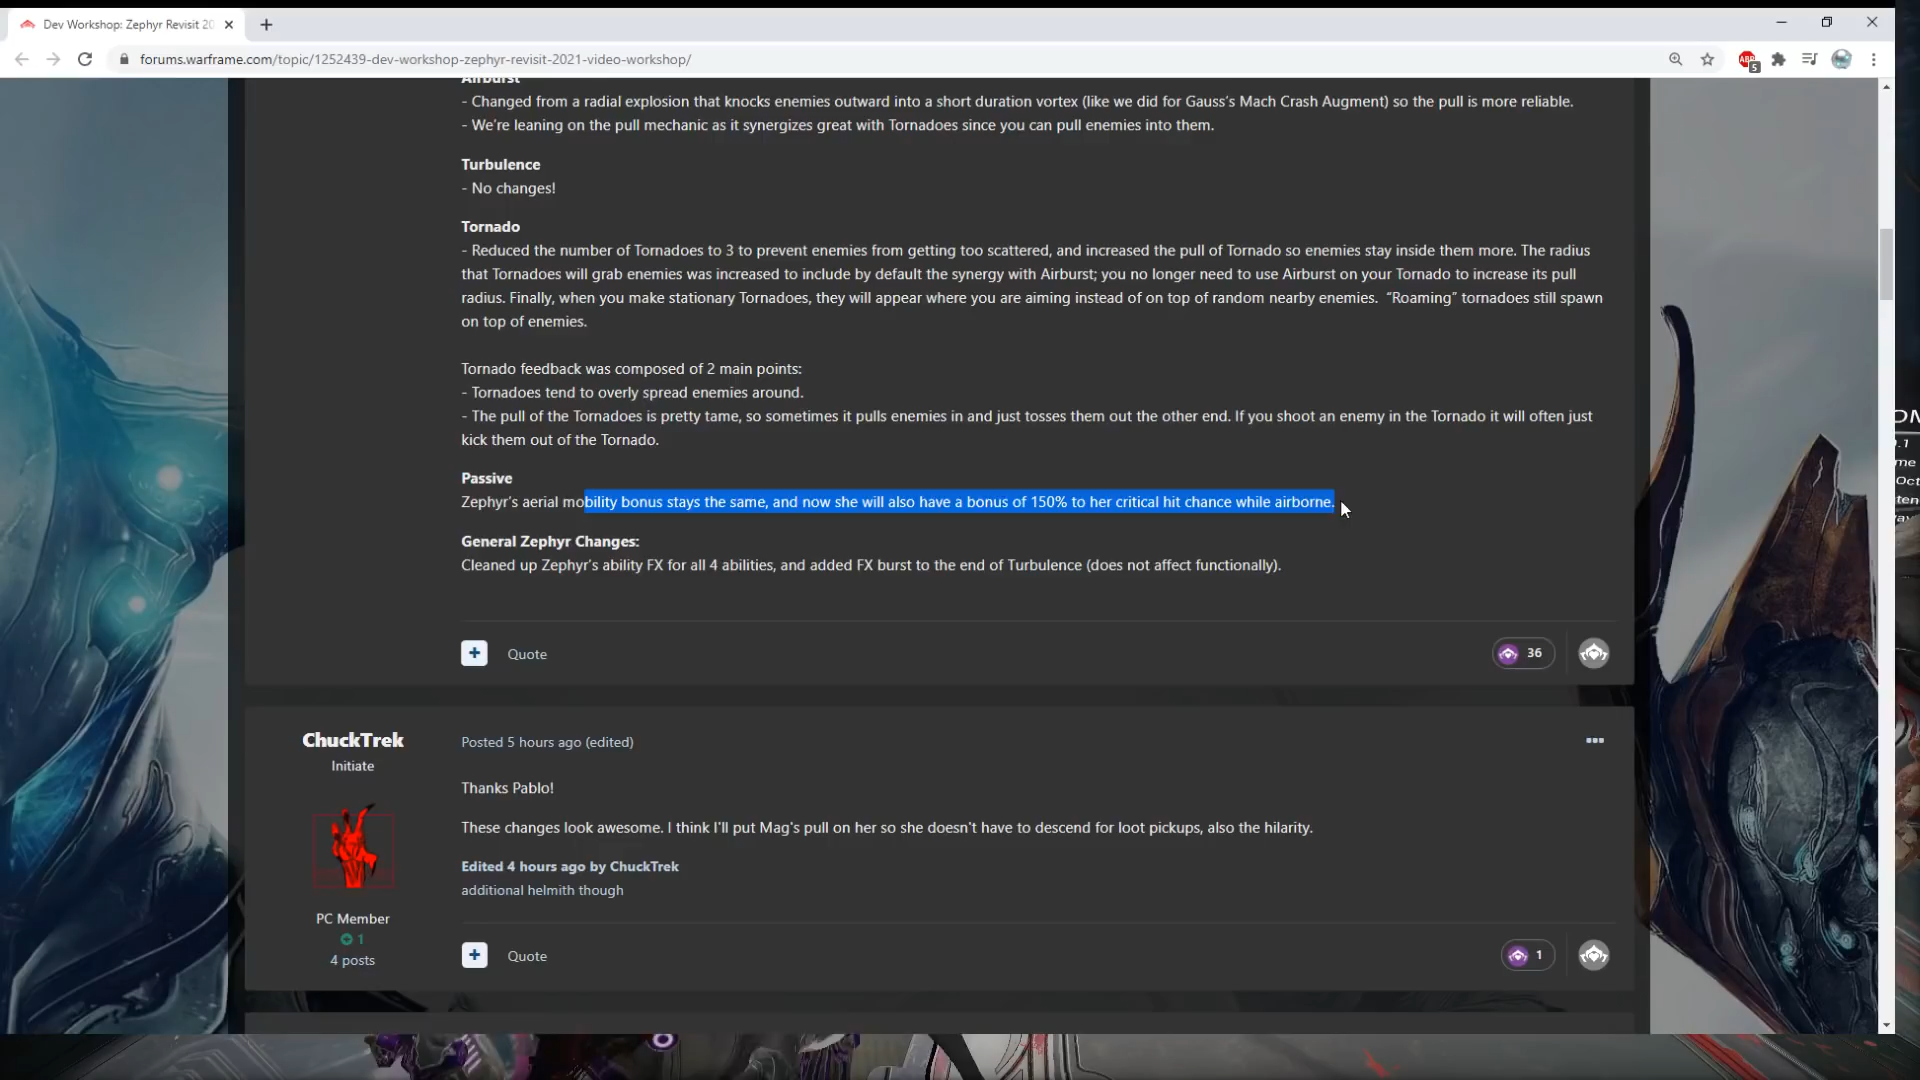 Dev Workshop: Zephyr Revisit 20
forums.warframe.com/topic/1252439-dev-workshop-zephyr-revisit-2021-video-workshop/
ABP
5
Airburst
- Changed from a radial explosion that knocks enemies outward into a short duration vortex (like we did for Gauss's Mach Crash Augment) so the pull is more reliable.
- We're leaning on the pull mechanic as it synergizes great with Tornadoes since you can pull enemies into them.
Turbulence
- No changes!
Tornado
- Reduced the number of Tornadoes to 3 to prevent enemies from getting too scattered, and increased the pull of Tornado so enemies stay inside them more. The radius
that Tornadoes will grab enemies was increased to include by default the synergy with Airburst; you no longer need to use Airburst on your Tornado to increase its pull
radius. Finally, when you make stationary Tornadoes, they will appear where you are aiming instead of on top of random nearby enemies. “Roaming” tornadoes still spawn
on top of enemies.
Tornado feedback was composed of 2 main points:
- Tornadoes tend to overly spread enemies around.
- The pull of the Tornadoes is pretty tame, so sometimes it pulls enemies in and just tosses them out the other end. If you shoot an enemy in the Tornado it will often just
kick them out of the Tornado.
Passive
Zephyr's aerial mobility bonus stays the same, and now she will also have a bonus of 150% to her critical hit chance while airborne.
General Zephyr Changes:
Cleaned up Zephyr's ability FX for all 4 abilities, and added FX burst to the end of Turbulence (does not affect functionally).
+ Quote
36
ChuckTrek
Initiate
PC Member
1
4 posts
Posted 5 hours ago (edited)
Thanks Pablo!
These changes look awesome. I think I'll put Mag's pull on her so she doesn't have to descend for loot pickups, also the hilarity.
Edited 4 hours ago by ChuckTrek
additional helmith though
+ Quote
1